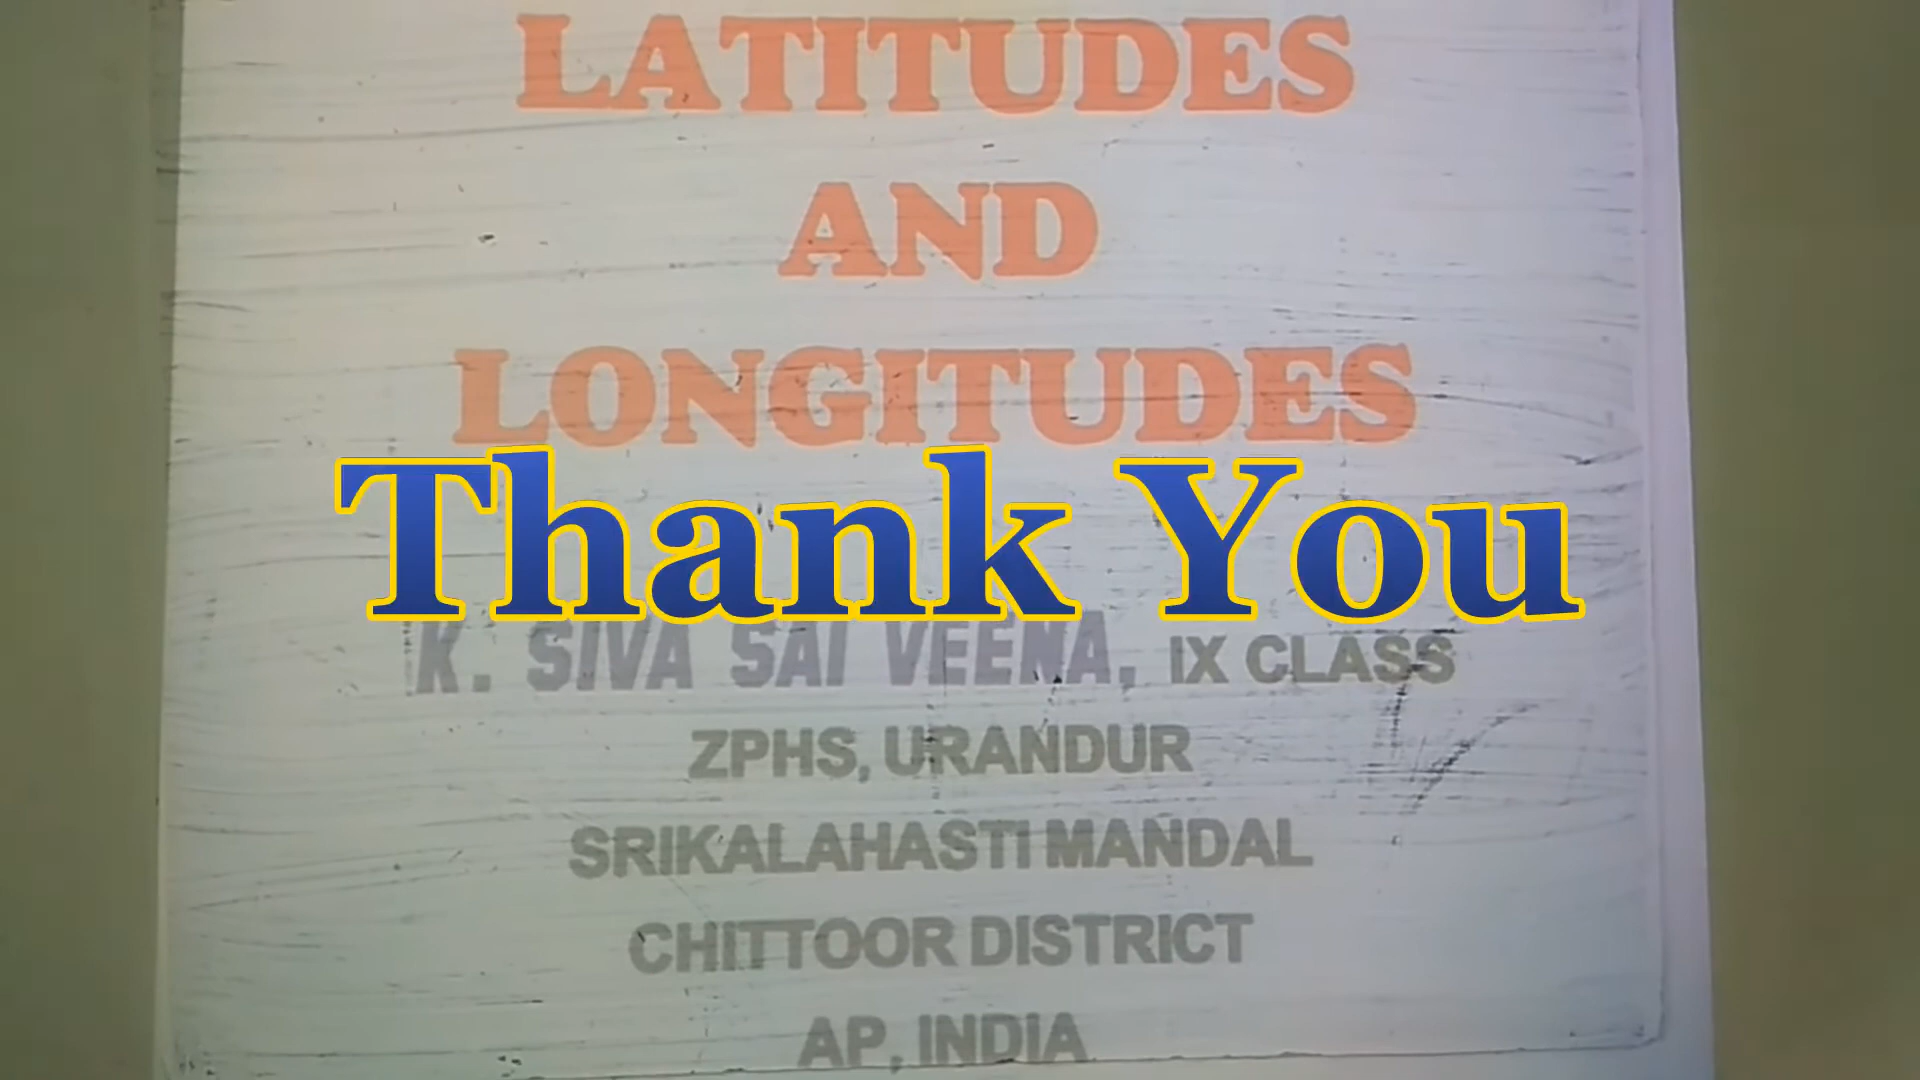 LATITUDES
AND
LONGITUDES
Thank You
K. SIVA SAI VEENA, IX CLASS
ZPHS, URANDUR
SRIKALAHASTI MANDAL
CHITTOOR DISTRICT
AP, INDIA